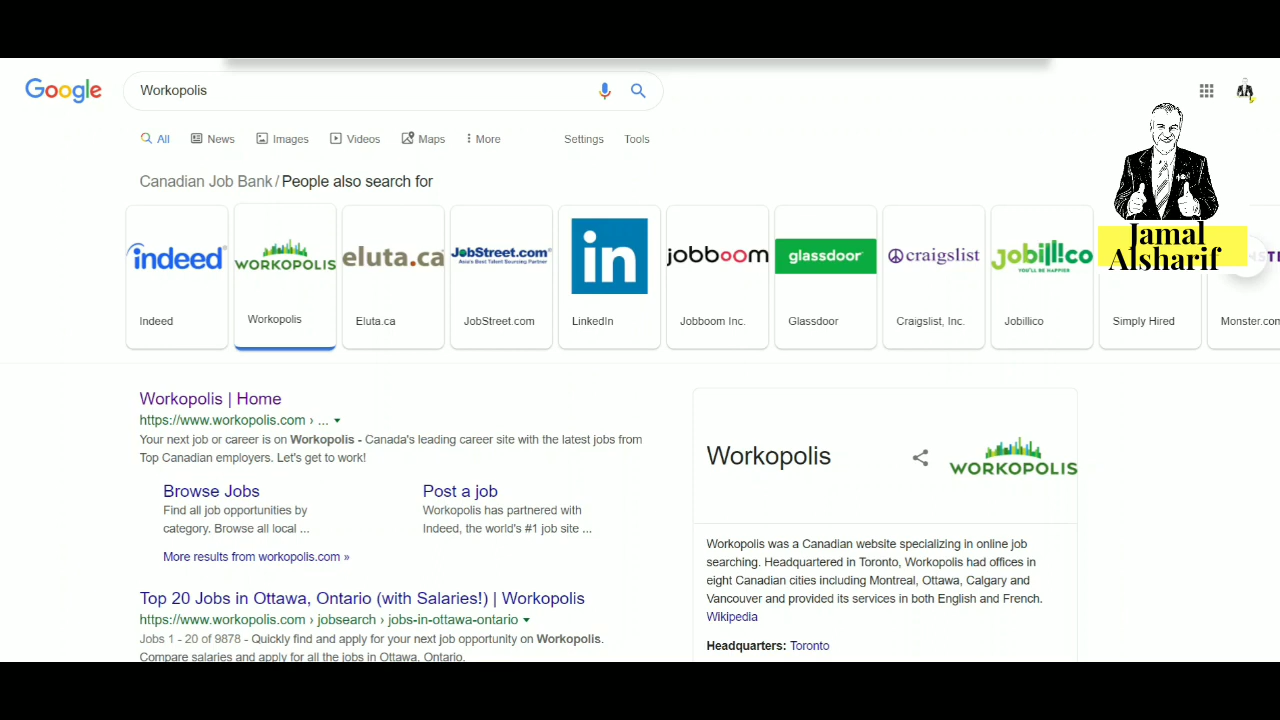 Google
Workopolis
All News Images Videos Maps More Settings Tools
Canadian Job Bank / People also search for
indeed
WORKOPOLIS
eluta.ca
JobStreet.com
Asia's Best Talent Sourcing Partner
in
jobboom
glassdoor
craigslist
jobillico
YOU'LL BE HAPPIER
Jamal
Alsharif
Indeed
Workopolis
Eluta.ca
JobStreet.com
LinkedIn
Jobboom Inc.
Glassdoor
Craigslist, Inc.
Jobillico
Simply Hired
Monster.com
Workopolis | Home
https://www.workopolis.com › ...
Your next job or career is on Workopolis - Canada's leading career site with the latest jobs from
Top Canadian employers. Let's get to work!
Browse Jobs
Find all job opportunities by
category. Browse all local ...
Post a job
Workopolis has partnered with
Indeed, the world's #1 job site ...
More results from workopolis.com »
Top 20 Jobs in Ottawa, Ontario (with Salaries!) | Workopolis
https://www.workopolis.com › jobsearch › jobs-in-ottawa-ontario
Jobs 1 - 20 of 9878 - Quickly find and apply for your next job opportunity on Workopolis.
Compare salaries and apply for all the jobs in Ottawa, Ontario.
Workopolis
WORKOPOLIS
Workopolis was a Canadian website specializing in online job
searching. Headquartered in Toronto, Workopolis had offices in
eight Canadian cities including Montreal, Ottawa, Calgary and
Vancouver and provided its services in both English and French.
Wikipedia
Headquarters: Toronto